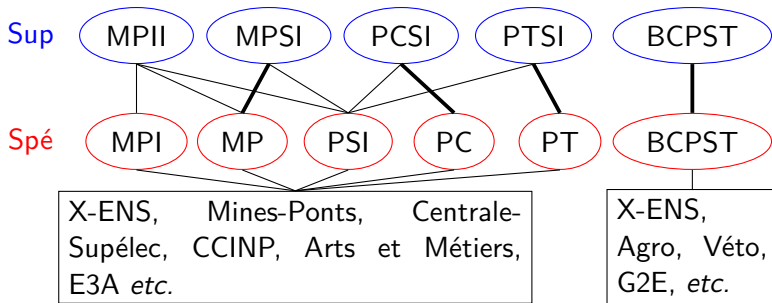 Sup MPII MPSI PCSI PTSI BCPST
Spé MPI MP PSI PC PT BCPST
X-ENS, Mines-Ponts, Centrale-
Supélec, CCINP, Arts et Métiers,
E3A etc.
X-ENS,
Agro, Véto,
G2E, etc.